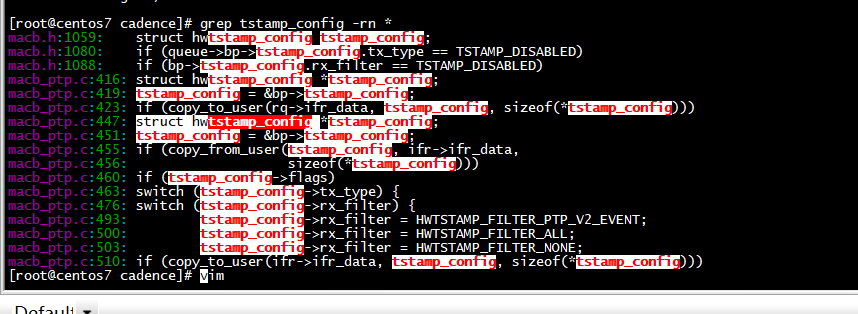 [root@centos7 cadence]# grep tstamp_config -rn *
macb.h:1059:    struct hwtstamp_config tstamp_config;
macb.h:1080:    if (queue->bp->tstamp_config.tx_type == TSTAMP_DISABLED)
macb.h:1088:    if (bp->tstamp_config.rx_filter == TSTAMP_DISABLED)
macb_ptp.c:416: struct hwtstamp_config *tstamp_config;
macb_ptp.c:419: tstamp_config = &bp->tstamp_config;
macb_ptp.c:423: if (copy_to_user(rq->ifr_data, tstamp_config, sizeof(*tstamp_config)))
macb_ptp.c:447: struct hwtstamp_config *tstamp_config;
macb_ptp.c:451: tstamp_config = &bp->tstamp_config;
macb_ptp.c:455: if (copy_from_user(tstamp_config, ifr->ifr_data,
macb_ptp.c:456:                    sizeof(*tstamp_config)))
macb_ptp.c:460: if (tstamp_config->flags)
macb_ptp.c:463: switch (tstamp_config->tx_type) {
macb_ptp.c:476: switch (tstamp_config->rx_filter) {
macb_ptp.c:493:         tstamp_config->rx_filter = HWTSTAMP_FILTER_PTP_V2_EVENT;
macb_ptp.c:500:         tstamp_config->rx_filter = HWTSTAMP_FILTER_ALL;
macb_ptp.c:503:         tstamp_config->rx_filter = HWTSTAMP_FILTER_NONE;
macb_ptp.c:510: if (copy_to_user(ifr->ifr_data, tstamp_config, sizeof(*tstamp_config)))
[root@centos7 cadence]# vim
Default